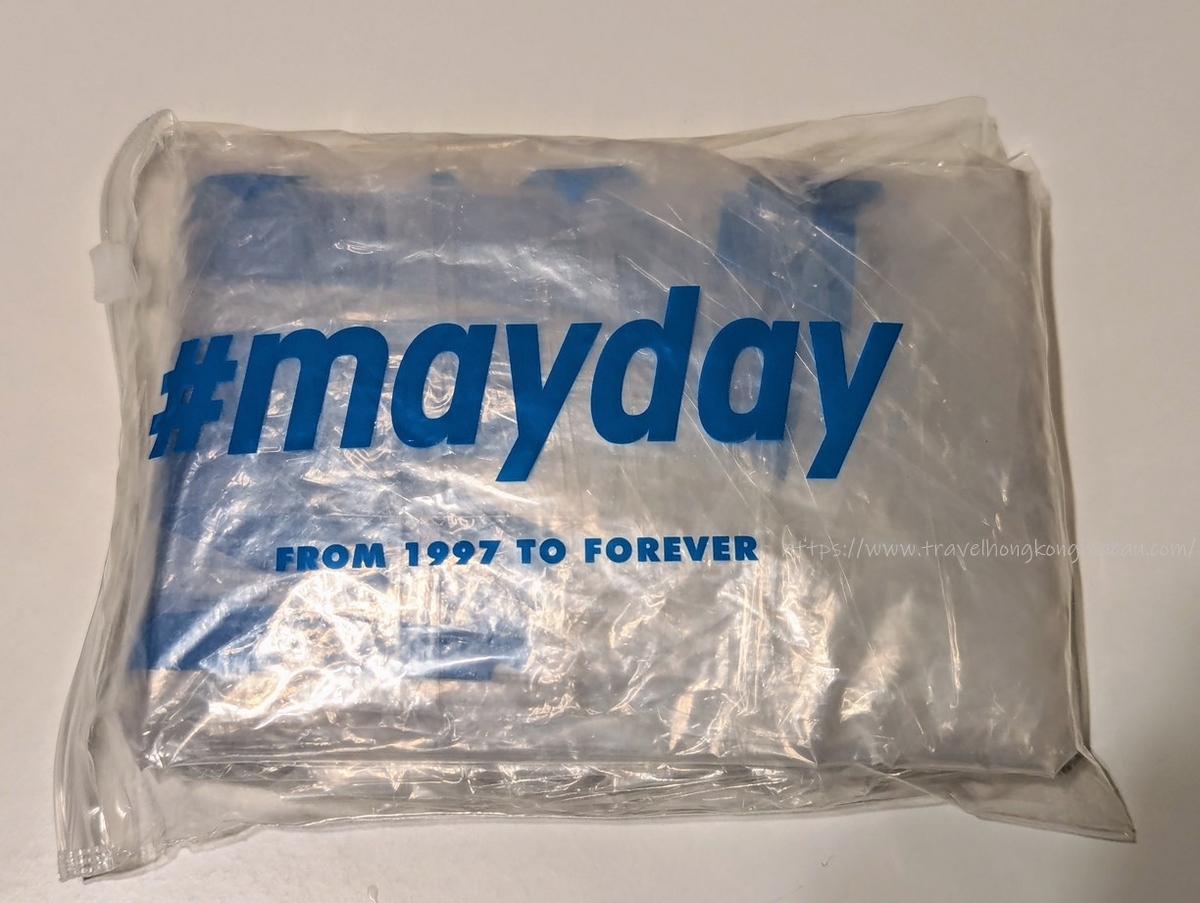 #mayday
FROM 1997 TO FOREVER
https://www.travelhongkongmacau.com/